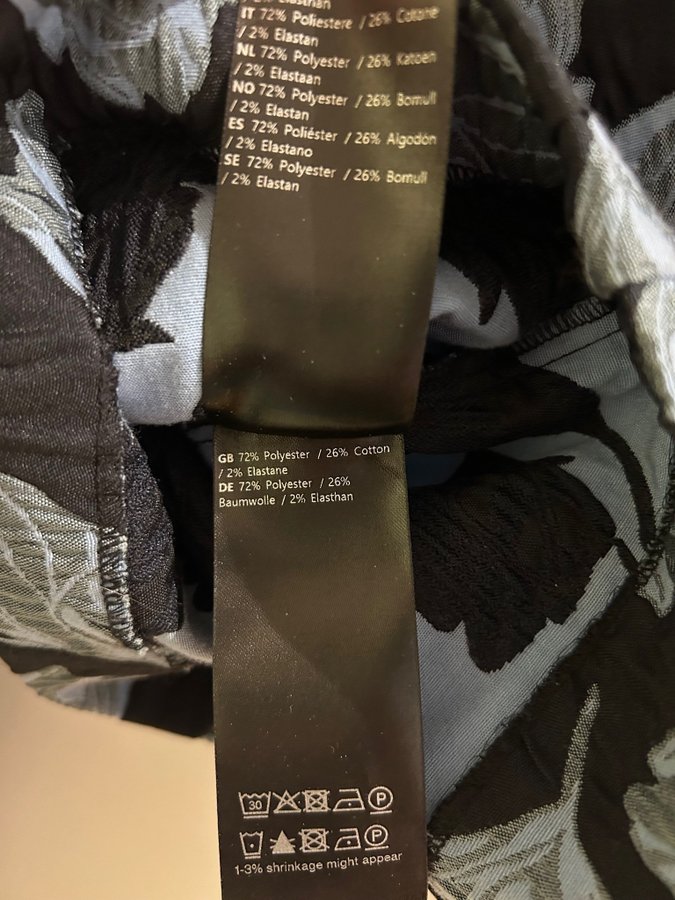 / 2% Elasthan
IT 72% Poliestere / 26% Cotone
/ 2% Elastan
NL 72% Polyester / 26% Katoen
/ 2% Elastaan
NO 72% Polyester / 26% Bomull
/ 2% Elastan
ES 72% Poliéster / 26% Algodón
/ 2% Elastano
SE 72% Polyester / 26% Bomull
/ 2% Elastan
GB 72% Polyester / 26% Cotton
/ 2% Elastane
DE 72% Polyester / 26%
Baumwolle / 2% Elasthan
30 P
P
1-3% shrinkage might appear